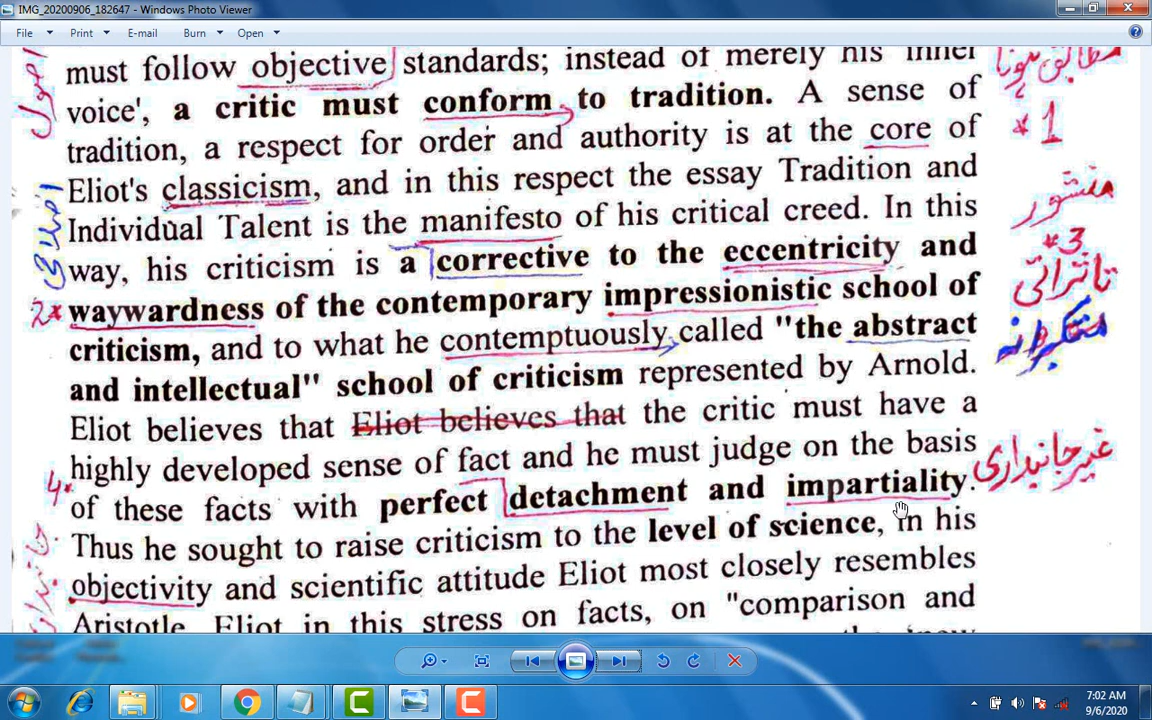 IMG_20200906_182647 - Windows Photo Viewer
File Print E-mail Burn Open
must follow objective standards; instead of merely his inner
voice', a critic must conform to tradition. A sense of
tradition, a respect for order and authority is at the core of
Eliot's classicism, and in this respect the essay Tradition and
Individual Talent is the manifesto of his critical creed. In this
way, his criticism is a corrective to the eccentricity and
waywardness of the contemporary impressionistic school of
criticism, and to what he contemptuously called "the abstract
and intellectual" school of criticism represented by Arnold.
Eliot believes that Eliot believes that the critic must have a
highly developed sense of fact and he must judge on the basis
of these facts with perfect detachment and impartiality.
Thus he sought to raise criticism to the level of science, in his
objectivity and scientific attitude Eliot most closely resembles
Aristotle. Eliot in this stress on facts, on "comparison and
اصول
اصلاحی
2*
4*
مطابق ہونا
* 1
منشور
*3
تاثراتی
متکبرانہ
غیر جانبداری
7:02 AM
9/6/2020